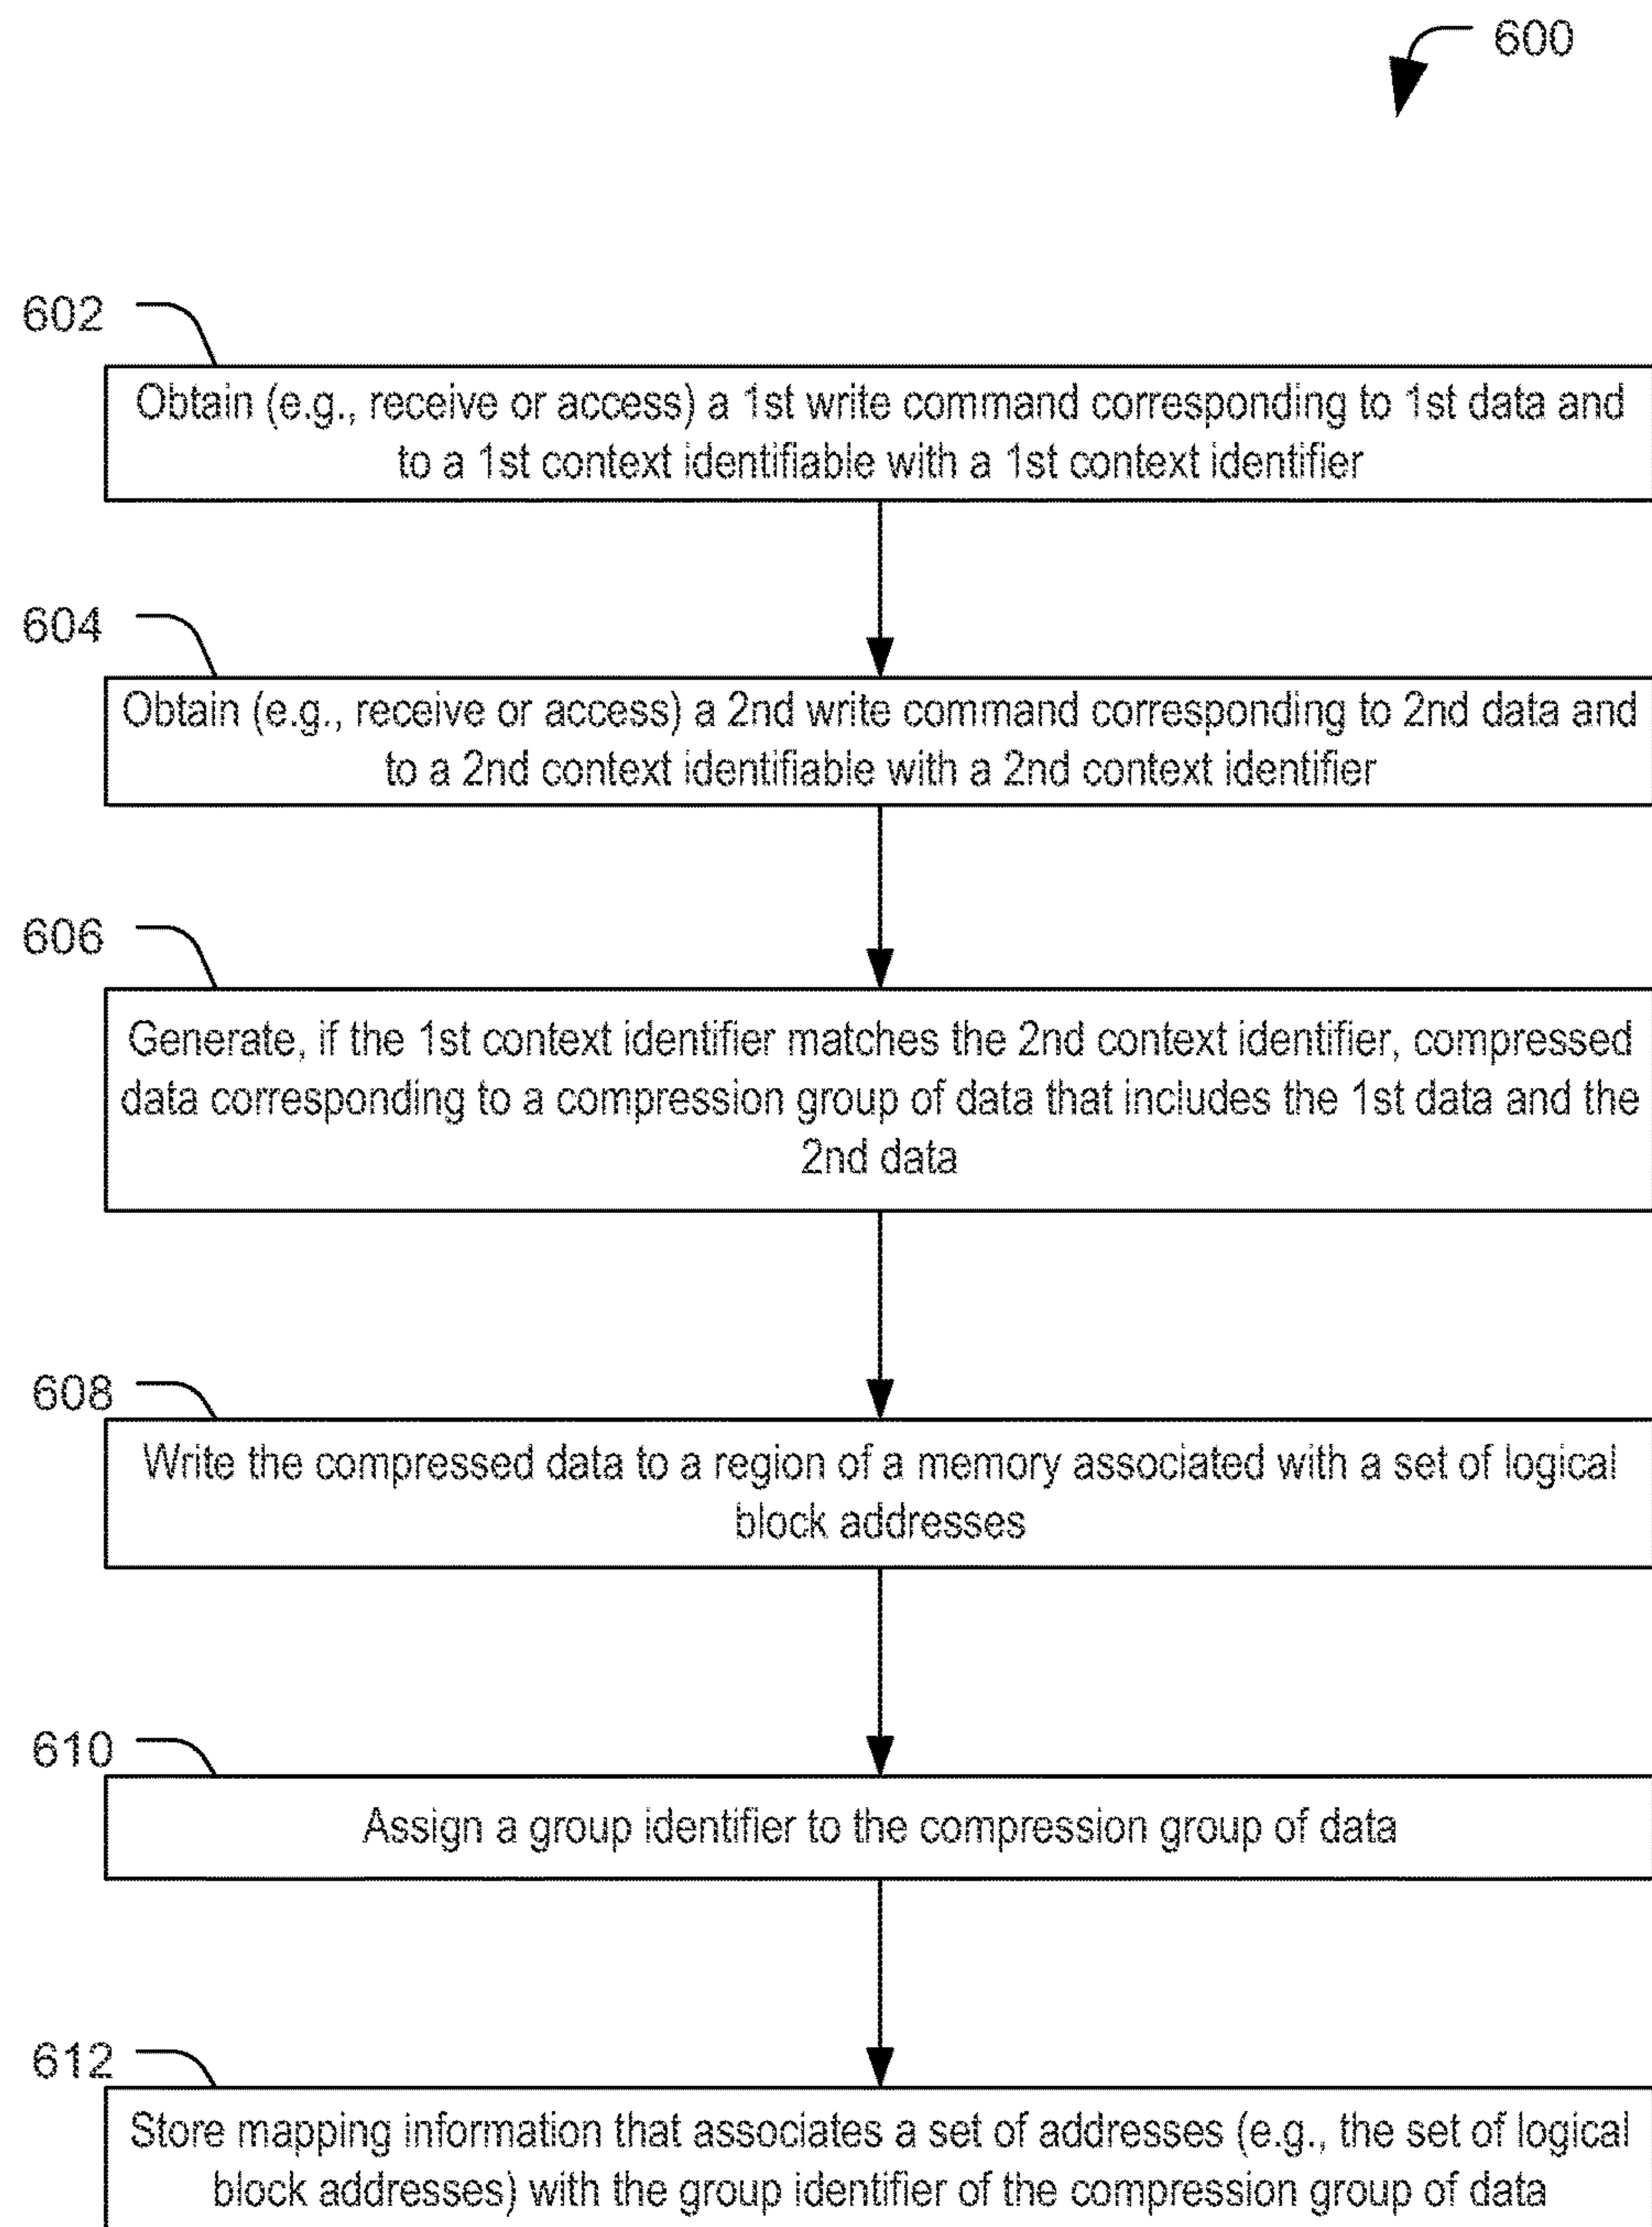 600
602
Obtain (e.g., receive or access) a 1st write command corresponding to 1st data and
to a 1st context identifiable with a 1st context identifier
604
Obtain (e.g., receive or access) a 2nd write command corresponding to 2nd data and
to a 2nd context identifiable with a 2nd context identifier
606
Generate, if the 1st context identifier matches the 2nd context identifier, compressed
data corresponding to a compression group of data that includes the 1st data and the
2nd data
608
Write the compressed data to a region of a memory associated with a set of logical
block addresses
610
Assign a group identifier to the compression group of data
612
Store mapping information that associates a set of addresses (e.g., the set of logical
block addresses) with the group identifier of the compression group of data